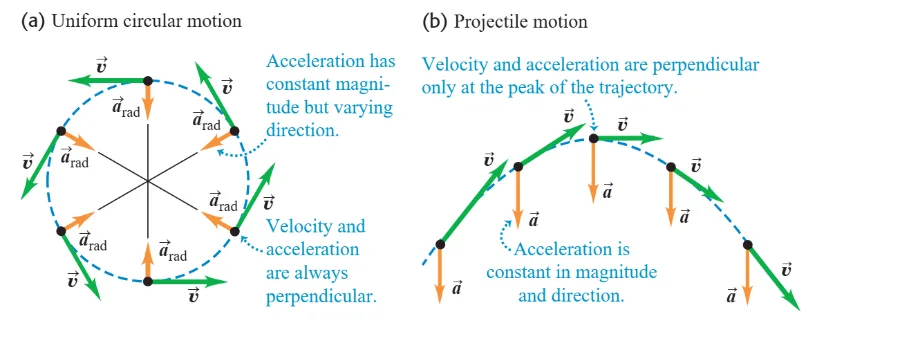 (a) Uniform circular motion
v⃗
a⃗rad
v⃗
a⃗rad
v⃗
a⃗rad
v⃗
a⃗rad
v⃗
a⃗rad
v⃗
a⃗rad
Acceleration has
constant magni-
tude but varying
direction.
Velocity and
acceleration
are always
perpendicular.
(b) Projectile motion
Velocity and acceleration are perpendicular
only at the peak of the trajectory.
v⃗
a⃗
v⃗
a⃗
v⃗
a⃗
v⃗
a⃗
v⃗
a⃗
Acceleration is
constant in magnitude
and direction.